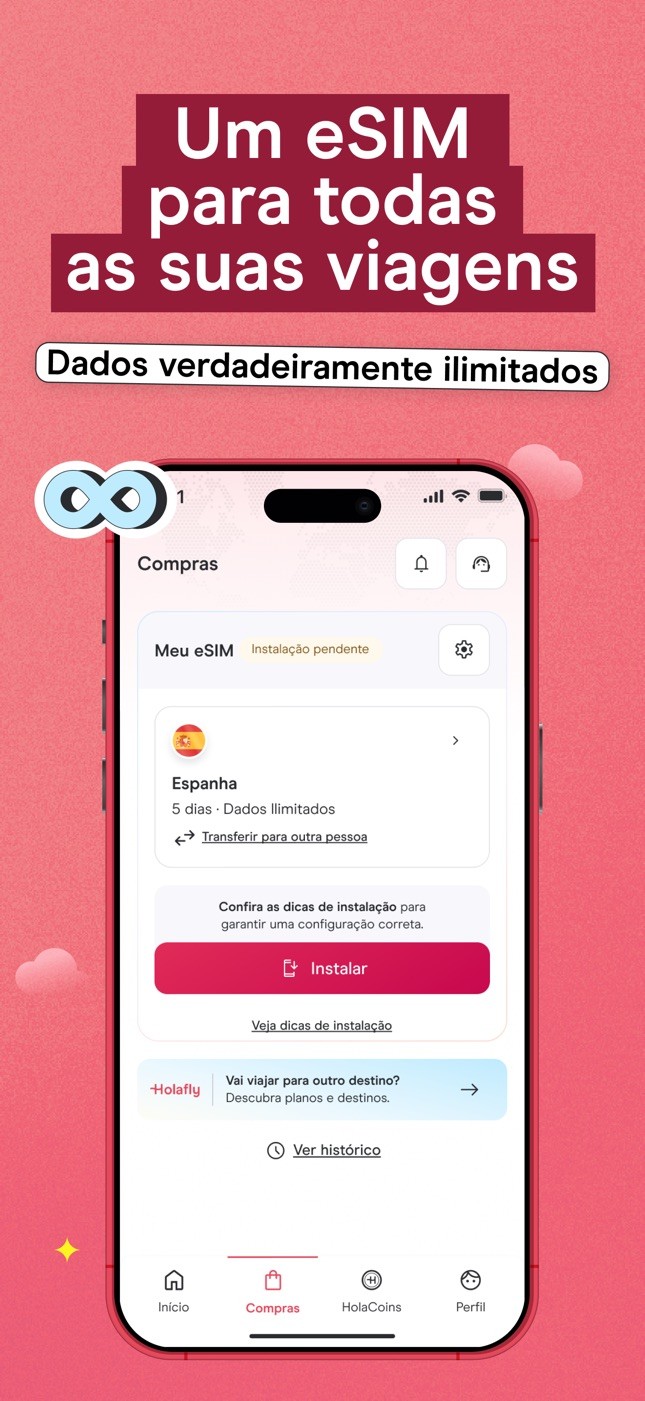 Um eSIM
para todas
as suas viagens
Dados verdadeiramente ilimitados
1
Compras
Meu eSIM Instalação pendente
Espanha
5 dias · Dados Ilimitados
Transferir para outra pessoa
Confira as dicas de instalação para
garantir uma configuração correta.
Instalar
Veja dicas de instalação
Holafly
Vai viajar para outro destino?
Descubra planos e destinos.
Ver histórico
Início
Compras
HolaCoins
Perfil